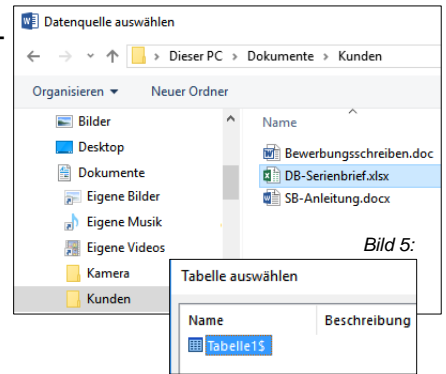 Datenquelle auswählen
Dieser PC > Dokumente > Kunden
Organisieren Neuer Ordner
Bilder
Desktop
Dokumente
Eigene Bilder
Eigene Musik
Eigene Videos
Kamera
Kunden
Name
Bewerbungsschreiben.doc
DB-Serienbrief.xlsx
SB-Anleitung.docx
Bild 5:
Tabelle auswählen
Name Beschreibung
Tabelle1$